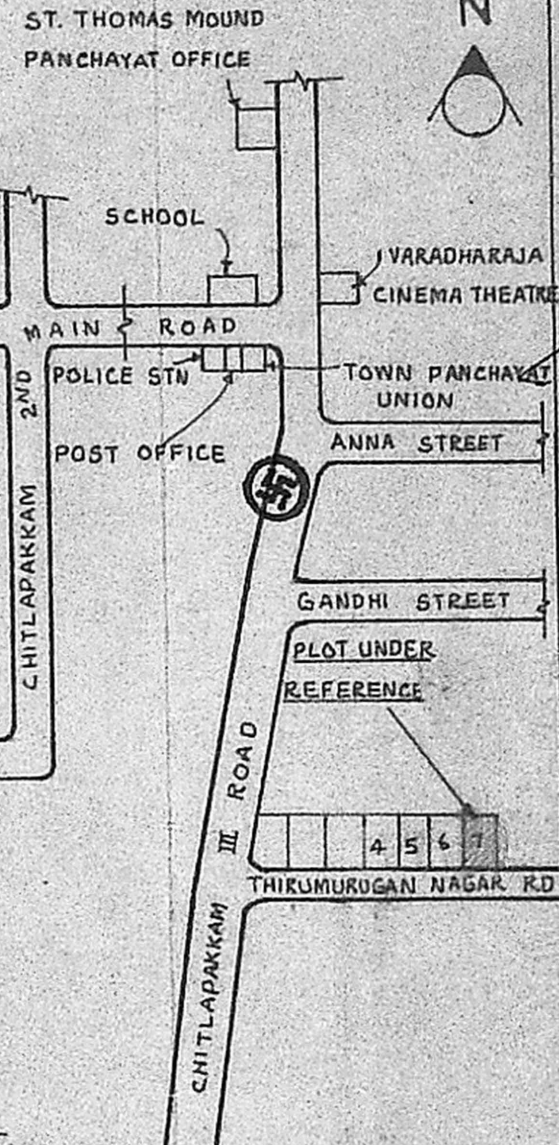 ST. THOMAS MOUND
PANCHAYAT OFFICE
N
SCHOOL
VARADHARAJA
CINEMA THEATRE
MAIN ROAD
POLICE STN
TOWN PANCHAYAT
UNION
POST OFFICE
ANNA STREET
CHITLAPAKKAM 2ND
GANDHI STREET
PLOT UNDER
REFERENCE
CHITLAPAKKAM III ROAD
4 5 6 7
THIRUMURUGAN NAGAR RD